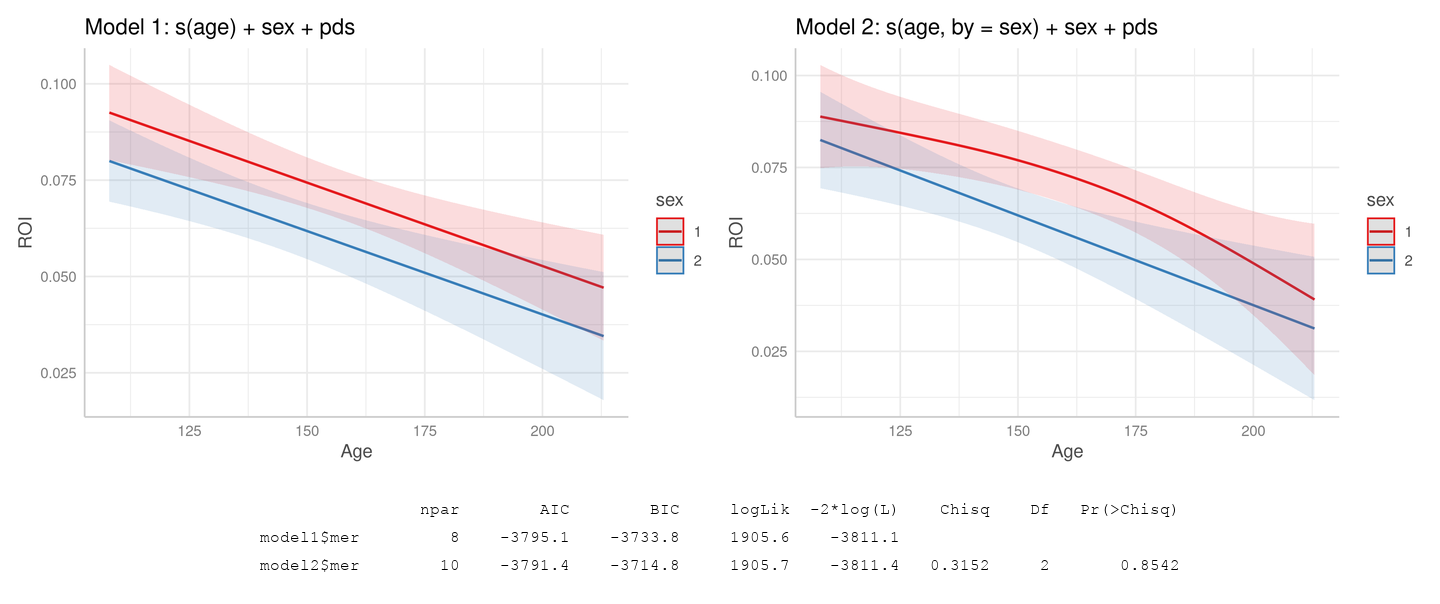 Model 1: s(age) + sex + pds
0.100
0.075
0.050
0.025
ROI
125 150 175 200
Age
sex
1
2
Model 2: s(age, by = sex) + sex + pds
0.100
0.075
0.050
0.025
ROI
125 150 175 200
Age
sex
1
2
npar AIC BIC logLik -2*log(L) Chisq Df Pr(>Chisq)
model1$mer 8 -3795.1 -3733.8 1905.6 -3811.1
model2$mer 10 -3791.4 -3714.8 1905.7 -3811.4 0.3152 2 0.8542